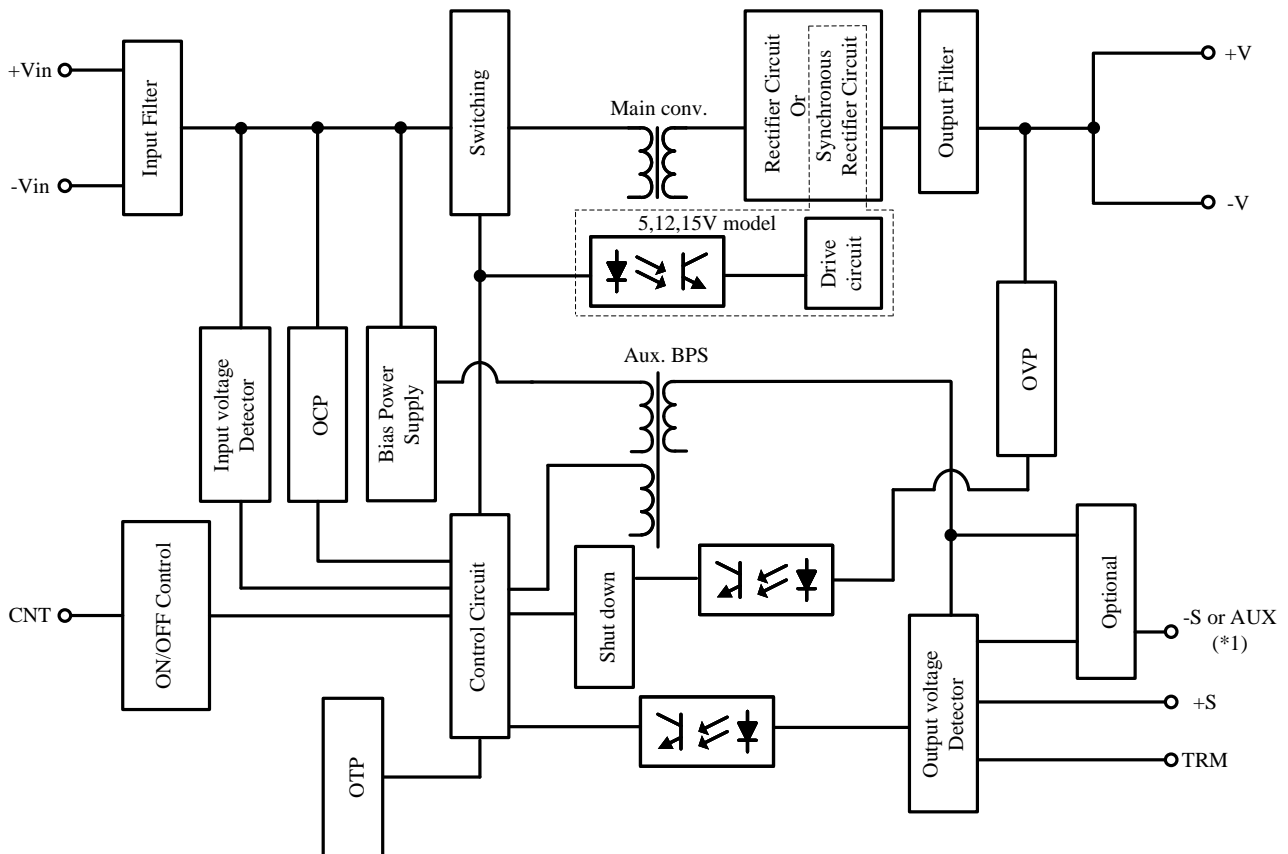 +Vin
-Vin
Input Filter
Switching
Main conv.
Rectifier Circuit
Or
Synchronous
Rectifier Circuit
Output Filter
+V
-V
5,12,15V model
Drive
circuit
Input voltage
Detector
OCP
Bias Power
Supply
Aux. BPS
OVP
CNT
ON/OFF Control
Control Circuit
Shut down
Optional
-S or AUX
(*1)
Output voltage
Detector
+S
TRM
OTP